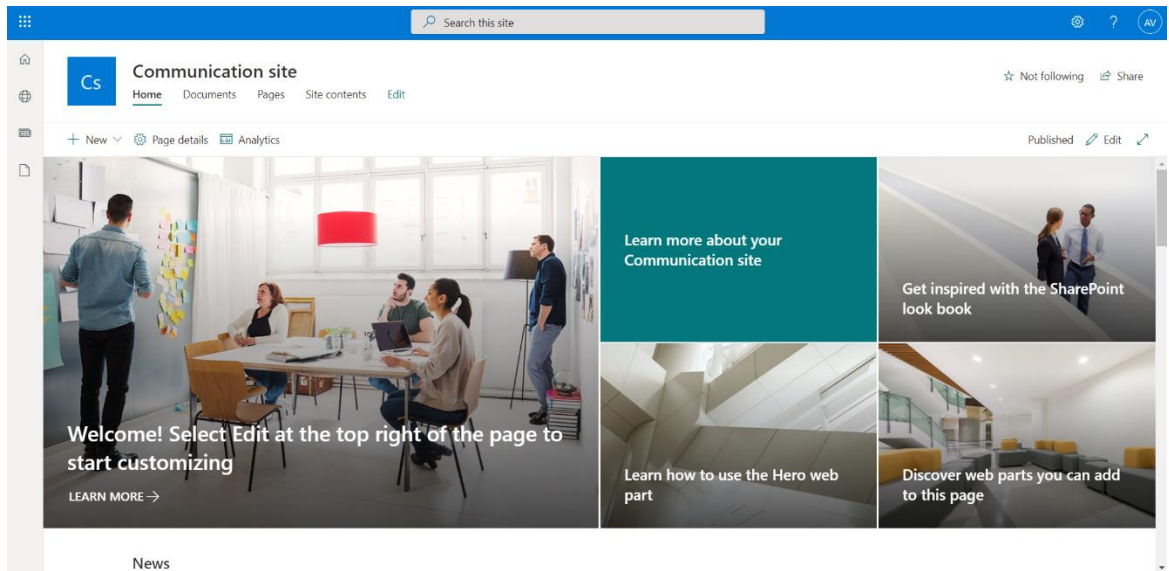 Search this site
?
AV
Cs
Communication site
Home Documents Pages Site contents Edit
Not following Share
+ New Page details Analytics
Published Edit
Welcome! Select Edit at the top right of the page to
start customizing
LEARN MORE →
Learn more about your
Communication site
Get inspired with the SharePoint
look book
Learn how to use the Hero web
part
Discover web parts you can add
to this page
News